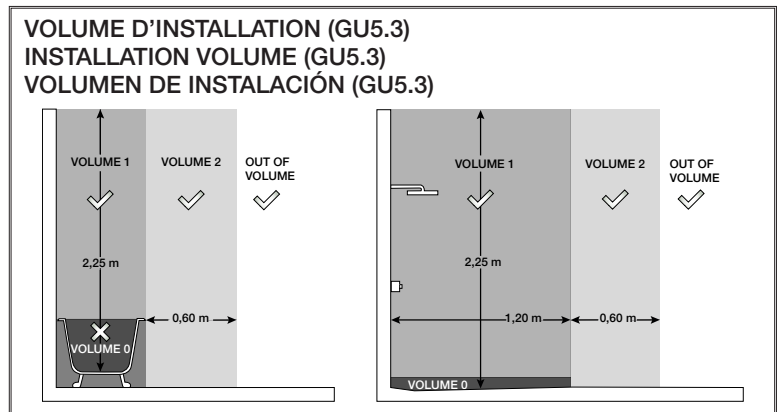 VOLUME D’INSTALLATION (GU5.3)
INSTALLATION VOLUME (GU5.3)
VOLUMEN DE INSTALACIÓN (GU5.3)
VOLUME 1
VOLUME 2
OUT OF
VOLUME
2,25 m
0,60 m
VOLUME 0
VOLUME 1
VOLUME 2
OUT OF
VOLUME
2,25 m
1,20 m
0,60 m
VOLUME 0